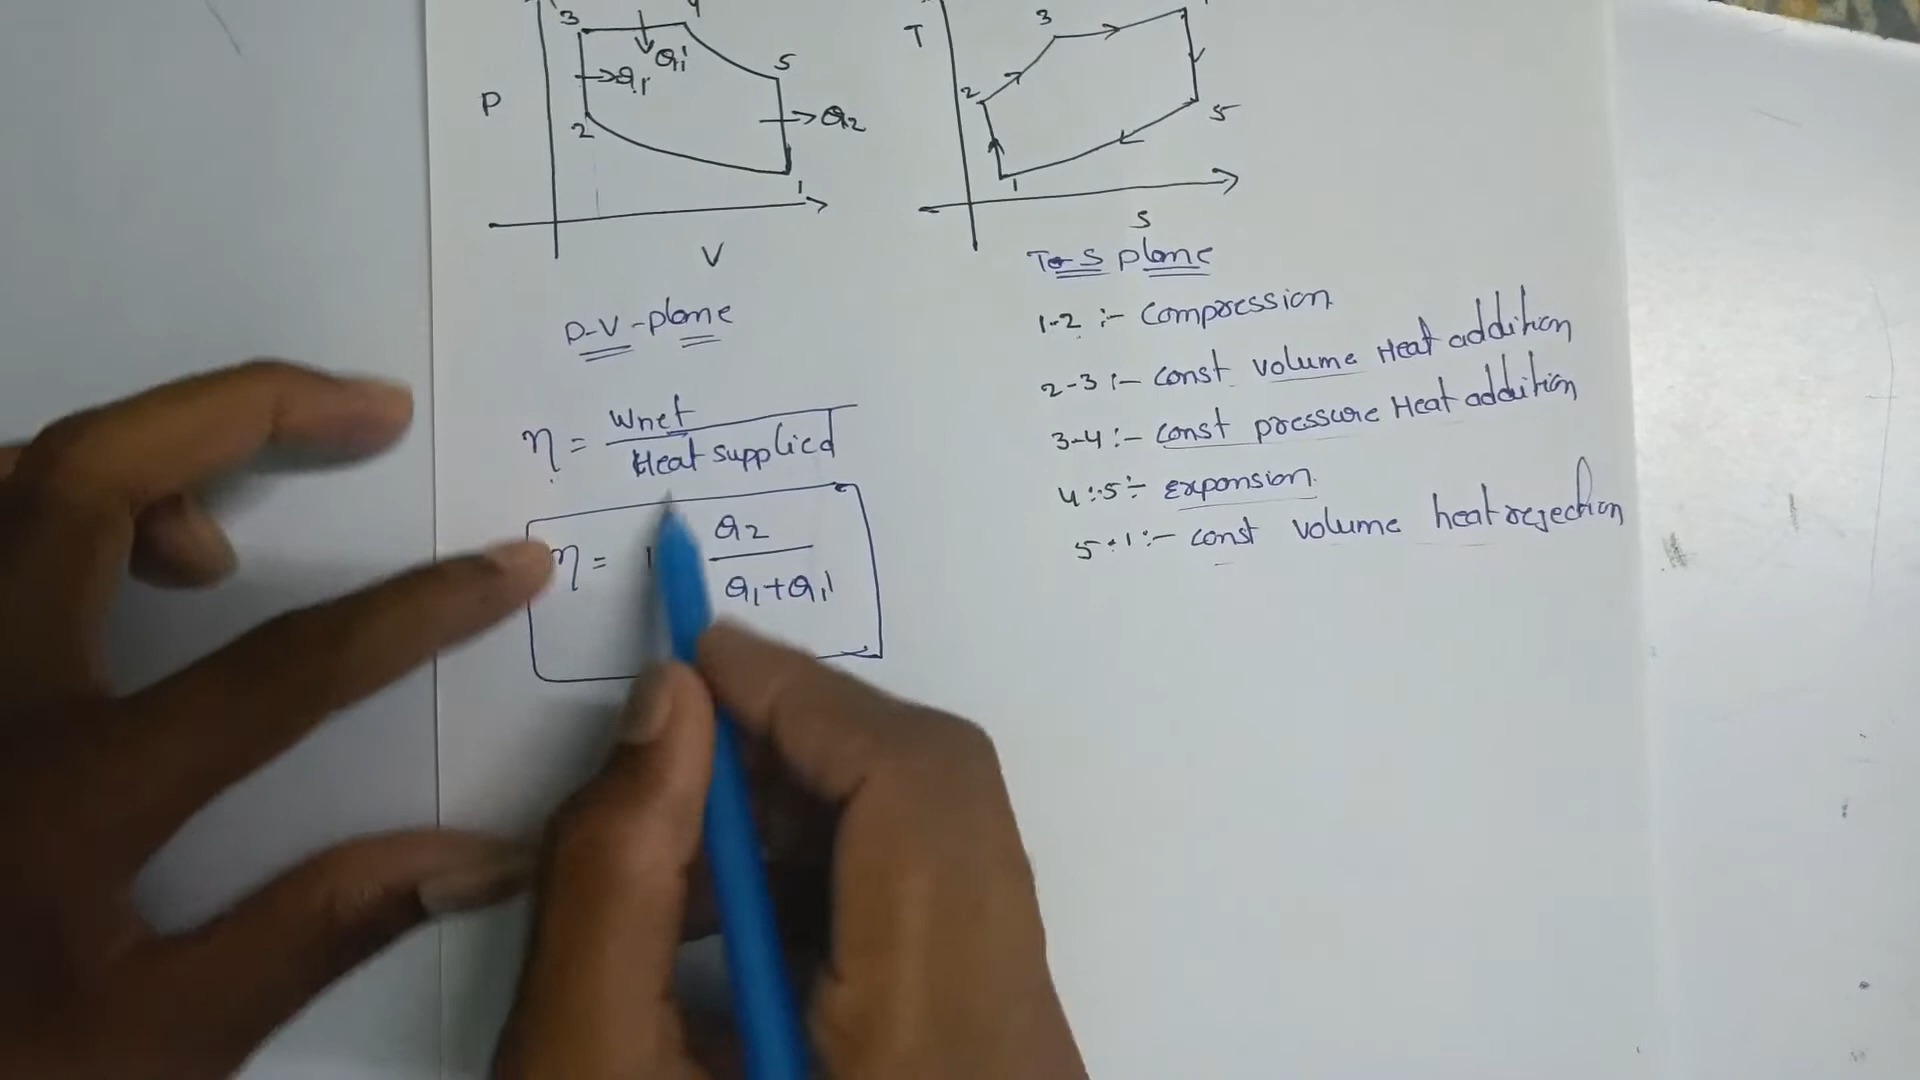 3
4
Q1'
Q1
5
P
2
Q2
1
V
P-V-plane
η = Wnet
Heat supplied
η = 1 Q2
Q1+Q1'
T
3
2
5
1
S
T-S plane
1-2 :- Compression
2-3 :- const volume Heat addition
3-4 :- const pressure Heat addition
4:-5 :- expansion
5:-1 :- const volume heat rejection